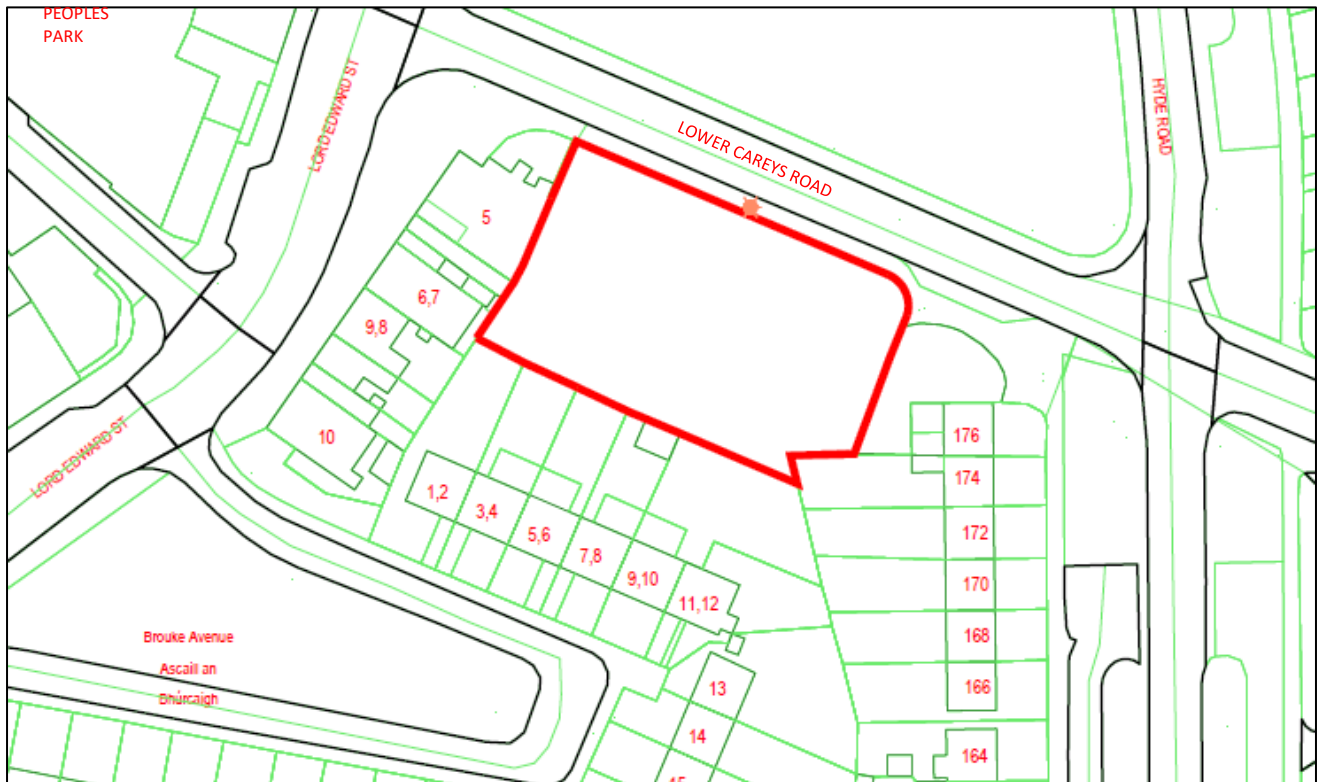 PEOPLES
PARK
LORD EDWARD ST
LOWER CAREYS ROAD
HYDE ROAD
5
6,7
9,8
10
LORD EDWARD ST
1,2
3,4
5,6
7,8
9,10
11,12
176
174
172
170
168
166
164
13
14
15
Brouke Avenue
Ascaill an
Bhúrcaigh